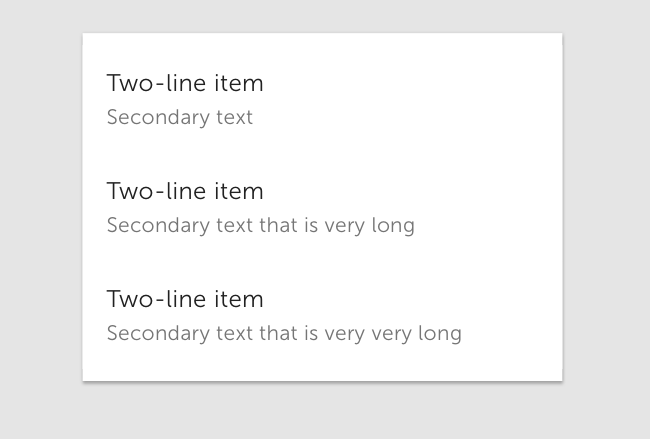 Two-line item
Secondary text
Two-line item
Secondary text that is very long
Two-line item
Secondary text that is very very long